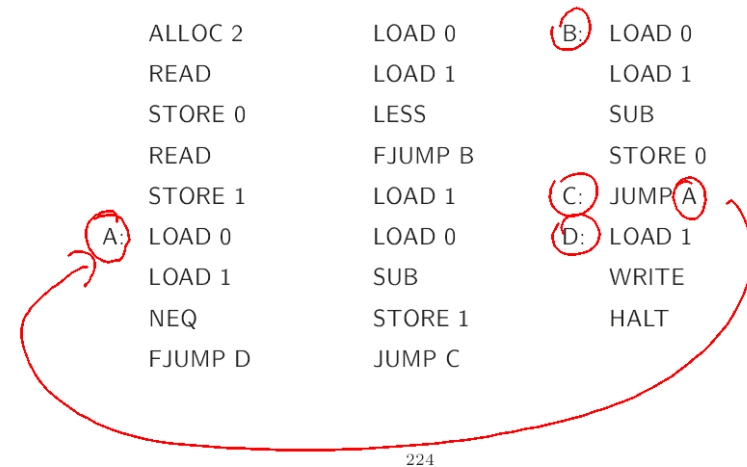 ALLOC 2
READ
STORE 0
READ
STORE 1
A: LOAD 0
LOAD 1
NEQ
FJUMP D
LOAD 0
LOAD 1
LESS
FJUMP B
LOAD 1
LOAD 0
SUB
STORE 1
JUMP C
B: LOAD 0
LOAD 1
SUB
STORE 0
C: JUMP A
D: LOAD 1
WRITE
HALT
224